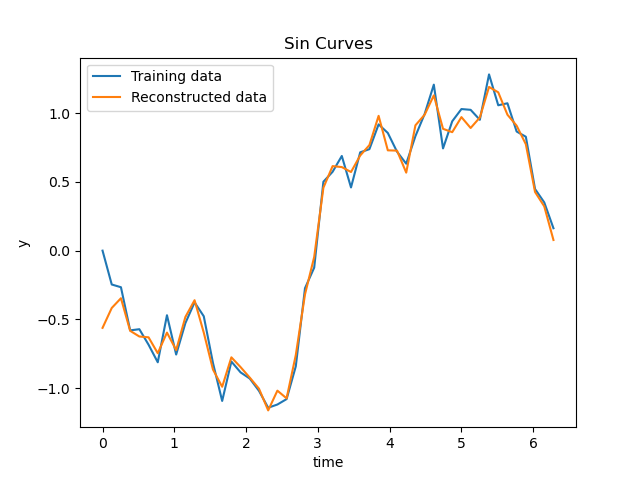 Sin Curves
Training data
Reconstructed data
1.0
0.5
0.0
−0.5
−1.0
y
0 1 2 3 4 5 6
time